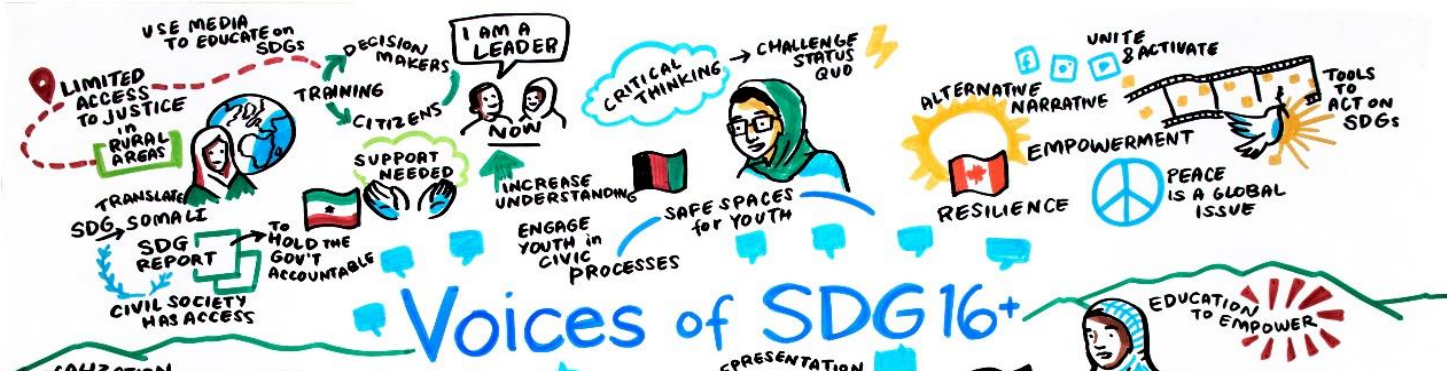 USE MEDIA
TO EDUCATE on
SDGs
LIMITED
ACCESS
TO JUSTICE
in
RURAL
AREAS
TRAINING
DECISION
MAKERS
CITIZENS
I AM A
LEADER
NOW
SUPPORT
NEEDED
INCREASE
UNDERSTANDING
TRANSLATE
SDG → SOMALI
SDG
REPORT
TO
HOLD THE
GOV'T
ACCOUNTABLE
CIVIL SOCIETY
HAS ACCESS
CRITICAL
THINKING
→ CHALLENGE
STATUS
QUO
ENGAGE
YOUTH in
CIVIC
PROCESSES
SAFE SPACES
for YOUTH
ALTERNATIVE
NARRATIVE
UNITE
& ACTIVATE
EMPOWERMENT
RESILIENCE
TOOLS
TO
ACT ON
SDGs
PEACE
IS A GLOBAL
ISSUE
Voices of SDG16+
EDUCATION
TO EMPOWER